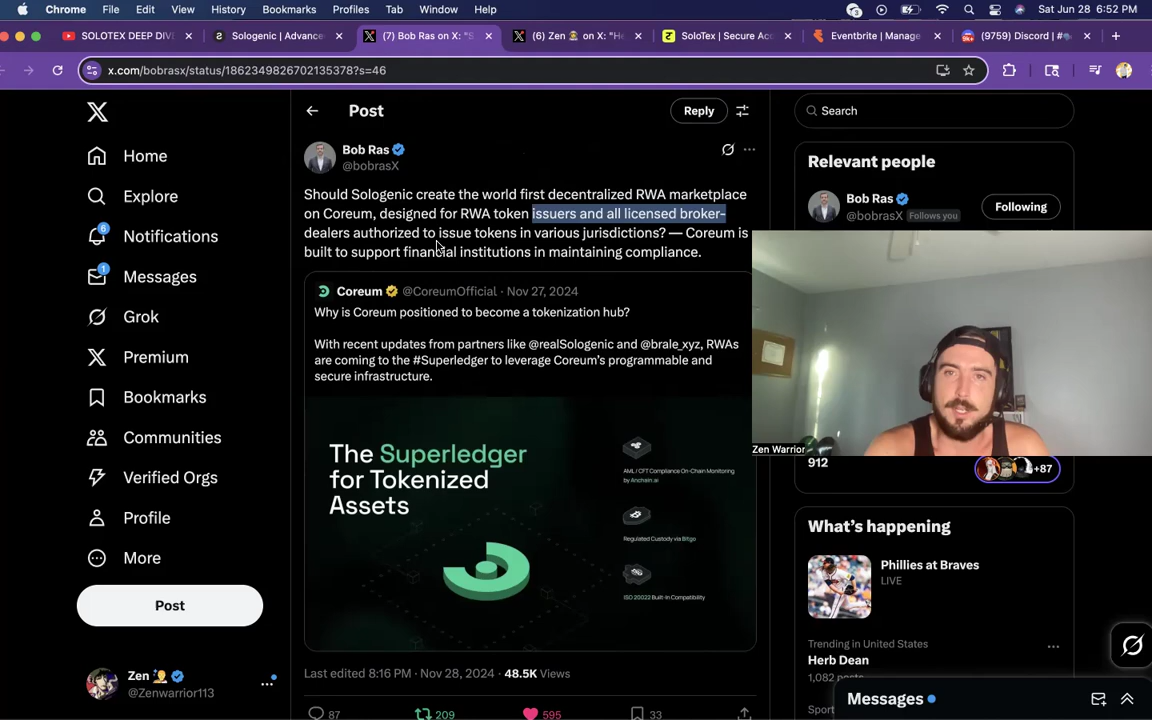 Chrome File Edit View History Bookmarks Profiles Tab Window Help
3
Sat Jun 28 6:52 PM
SOLOTEX DEEP DIV
Sologenic | Advance
(7) Bob Ras on X: "S
(6) Zen on X: "He
SoloTex | Secure Acc
Eventbrite | Manage
(9759) Discord | #
x.com/bobrasx/status/1862349826702135378?s=46
Post
Reply
Search
Home
Explore
Notifications
6
Messages
1
Grok
Premium
Bookmarks
Communities
Verified Orgs
Profile
More
Post
Zen
@Zenwarrior113
Bob Ras
@bobrasX
Should Sologenic create the world first decentralized RWA marketplace
on Coreum, designed for RWA token issuers and all licensed broker-
dealers authorized to issue tokens in various jurisdictions? — Coreum is
built to support financial institutions in maintaining compliance.
Coreum @CoreumOfficial · Nov 27, 2024
Why is Coreum positioned to become a tokenization hub?
With recent updates from partners like @realSologenic and @brale_xyz, RWAs
are coming to the #Superledger to leverage Coreum's programmable and
secure infrastructure.
The Superledger
for Tokenized
Assets
AML / CFT Compliance On-Chain Monitoring
by Anchain.ai
Regulated Custody via Bitgo
ISO 20022 Built-In Compatibility
Last edited 8:16 PM · Nov 28, 2024 · 48.5K Views
87
209
595
33
Relevant people
Bob Ras
@bobrasX Follows you
Following
Zen Warrior
912
+87
What's happening
Phillies at Braves
LIVE
Trending in United States
Herb Dean
1,082 posts
Sport
Messages